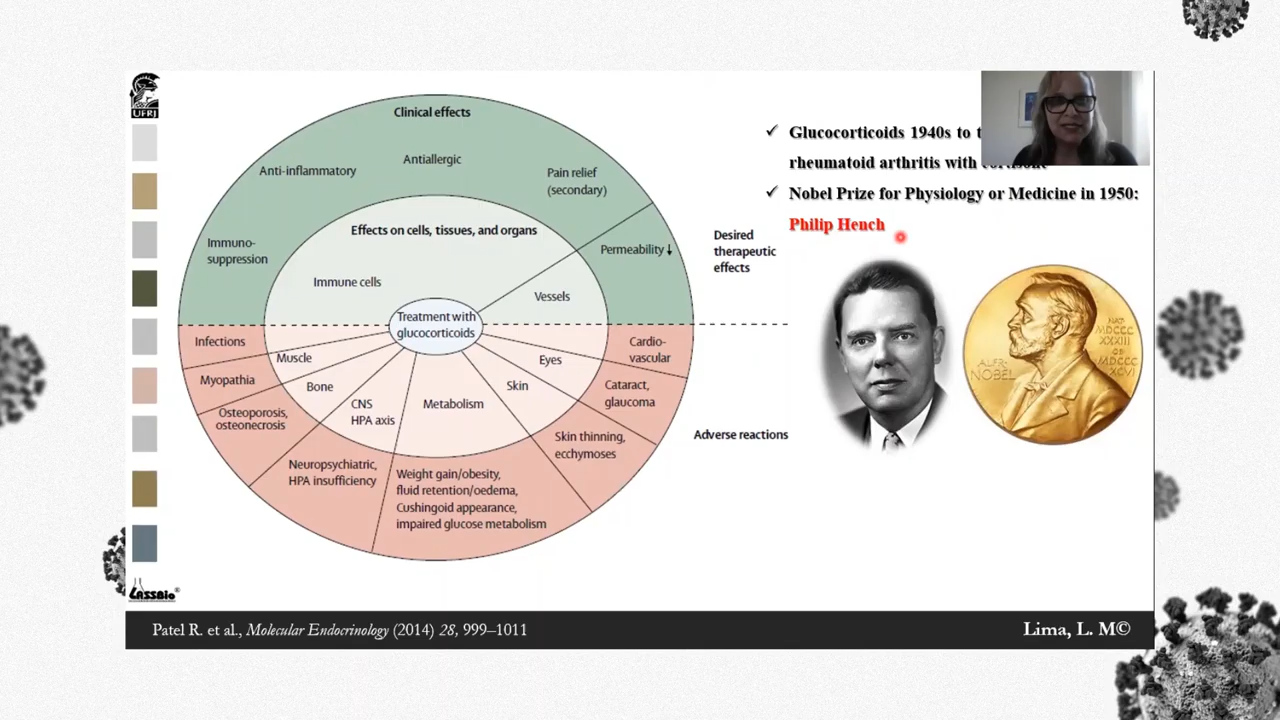 UFRJ
Clinical effects
Antiallergic
Anti-inflammatory
Pain relief
(secondary)
Immuno-
suppression
Effects on cells, tissues, and organs
Permeability↓
Immune cells
Vessels
Treatment with
glucocorticoids
Desired
therapeutic
effects
Infections
Muscle
Eyes
Cardio-
vascular
Myopathia
Bone
Skin
Cataract,
glaucoma
Osteoporosis,
osteonecrosis
CNS
HPA axis
Metabolism
Skin thinning,
ecchymoses
Neuropsychiatric,
HPA insufficiency
Weight gain/obesity,
fluid retention/oedema,
Cushingoid appearance,
impaired glucose metabolism
Adverse reactions
✓ Glucocorticoids 1940s to
rheumatoid arthritis with cortisone
✓ Nobel Prize for Physiology or Medicine in 1950:
Philip Hench
ALFR·
NOBEL
NAT·
MDCCC
XXXIII
OB·
MDCCC
XCVI
LASSBio®
Patel R. et al., Molecular Endocrinology (2014) 28, 999–1011
Lima, L. M©